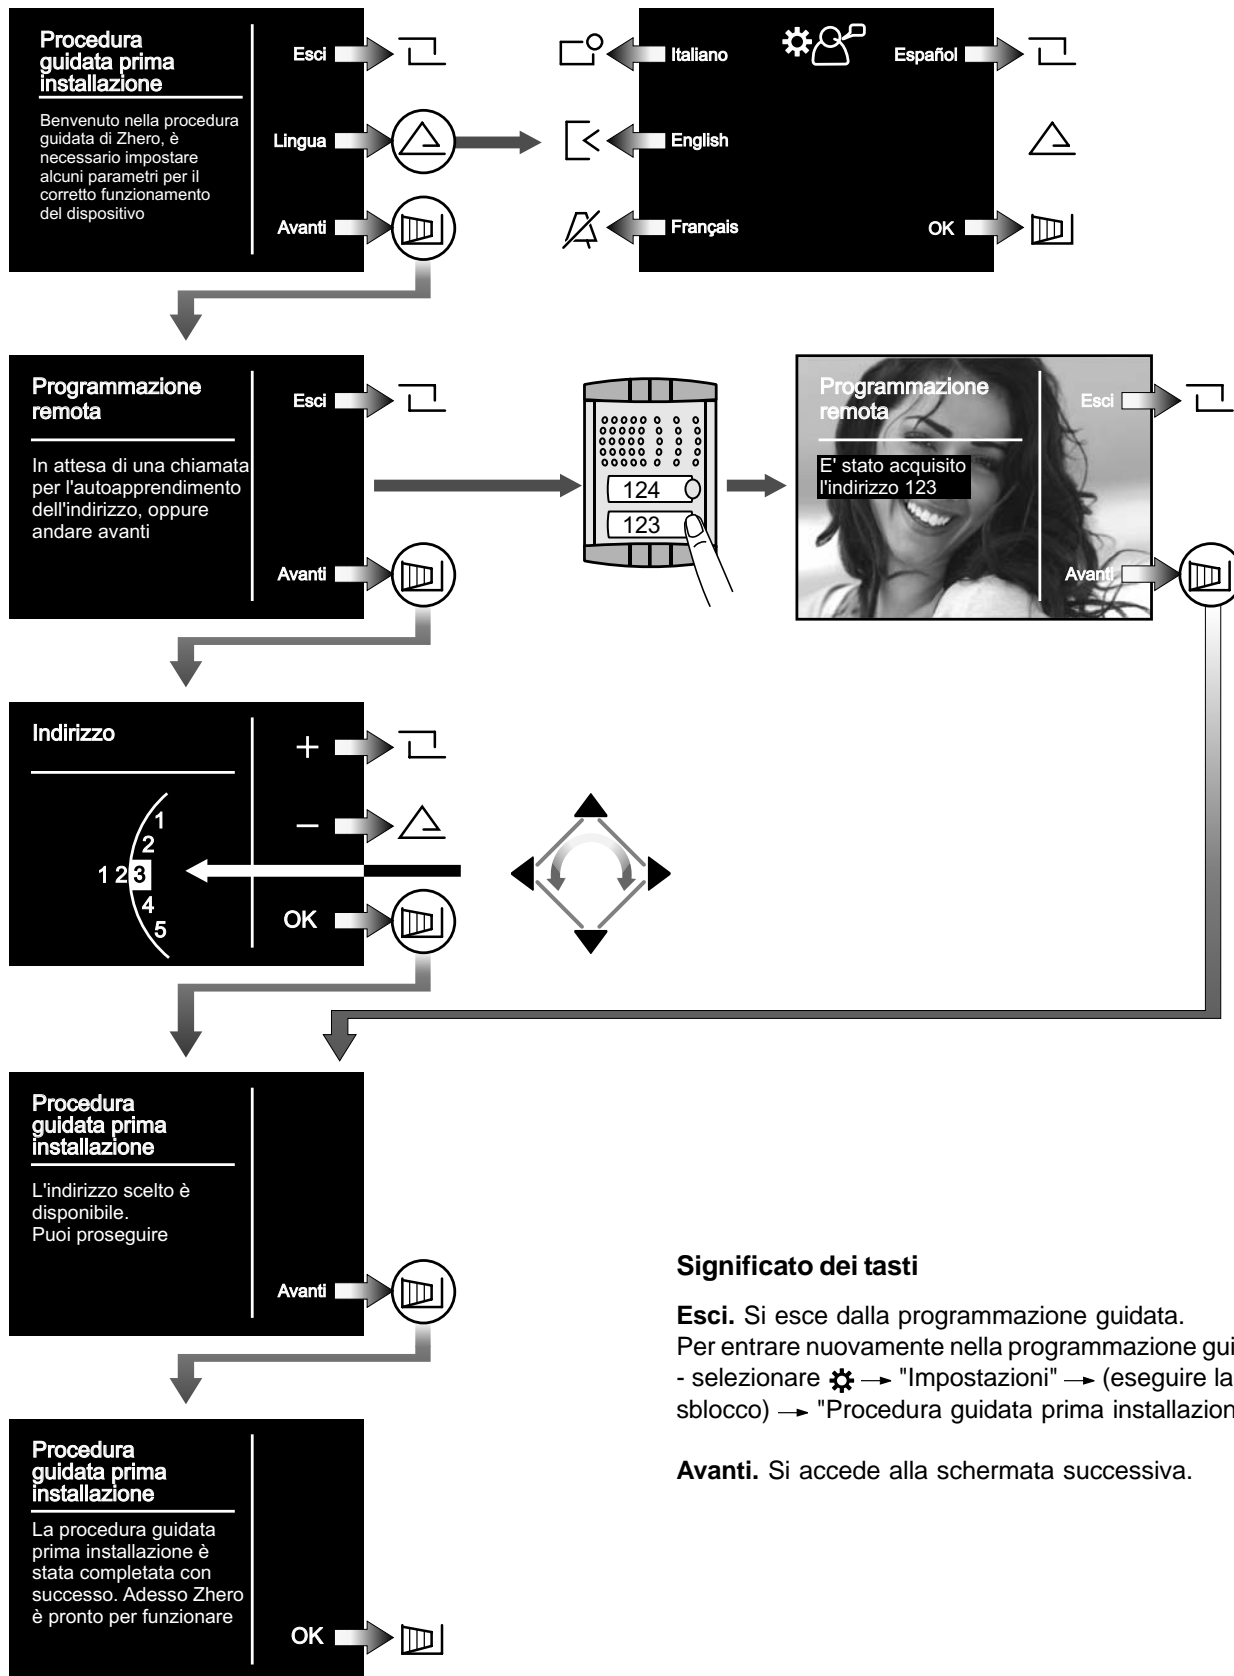 Procedura
guidata prima
installazione
Benvenuto nella procedura
guidata di Zhero, è
necessario impostare
alcuni parametri per il
corretto funzionamento
del dispositivo
Esci
Lingua
Avanti
Italiano
English
Français
Español
OK
Programmazione
remota
In attesa di una chiamata
per l'autoapprendimento
dell'indirizzo, oppure
andare avanti
Esci
Avanti
124
123
Programmazione
remota
E' stato acquisito
l'indirizzo 123
Esci
Avanti
Indirizzo
1
2
1 2 3
4
5
+
−
OK
Procedura
guidata prima
installazione
L'indirizzo scelto è
disponibile.
Puoi proseguire
Avanti
Procedura
guidata prima
installazione
La procedura guidata
prima installazione è
stata completata con
successo. Adesso Zhero
è pronto per funzionare
OK
Significato dei tasti
Esci. Si esce dalla programmazione guidata.
Per entrare nuovamente nella programmazione gui
- selezionare → "Impostazioni" → (eseguire la
sblocco) → "Procedura guidata prima installazion
Avanti. Si accede alla schermata successiva.